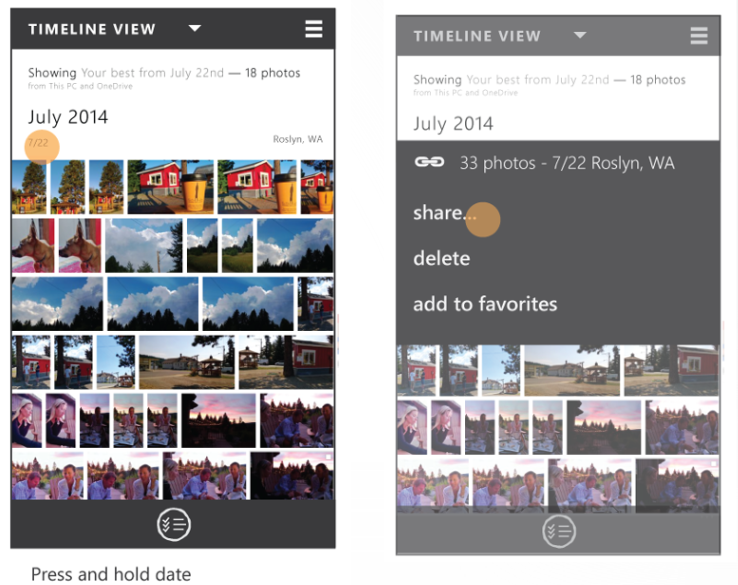 TIMELINE VIEW
Showing Your best from July 22nd — 18 photos
from This PC and OneDrive
July 2014
7/22
Roslyn, WA
Press and hold date
TIMELINE VIEW
Showing Your best from July 22nd — 18 photos
from This PC and OneDrive
July 2014
33 photos - 7/22 Roslyn, WA
share...
delete
add to favorites